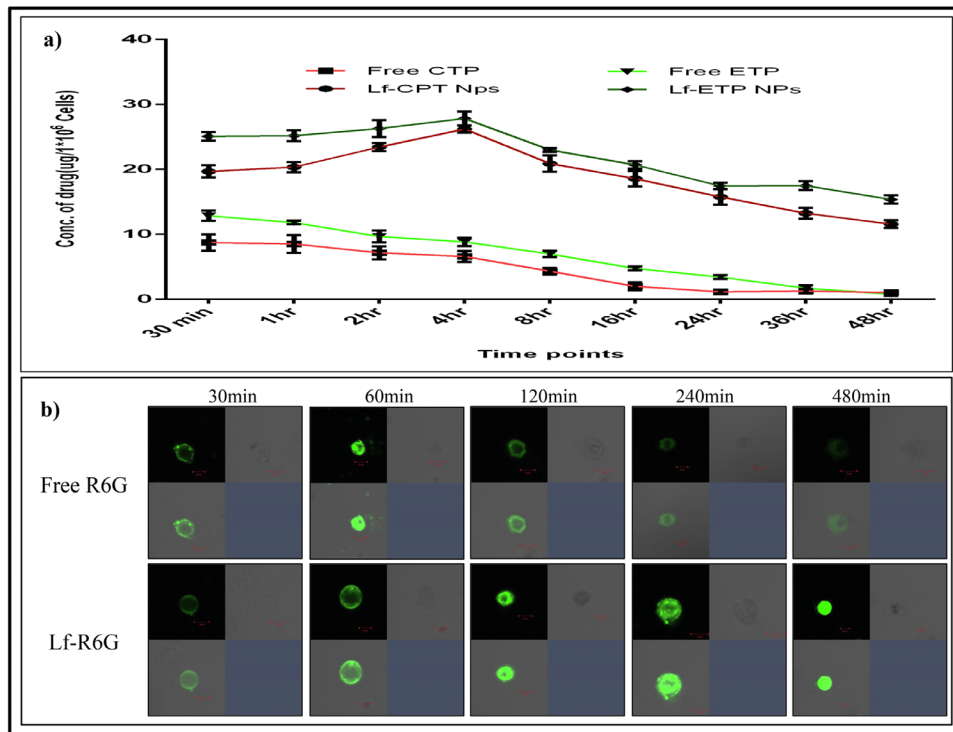 a)
40
30
20
10
0
Conc. of drug(ug/1*10⁶ Cells)
Free CTP
Free ETP
Lf-CPT Nps
Lf-ETP NPs
30 min
1hr
2hr
4hr
8hr
16hr
24hr
36hr
48hr
Time points
b)
30min
60min
120min
240min
480min
Free R6G
Lf-R6G